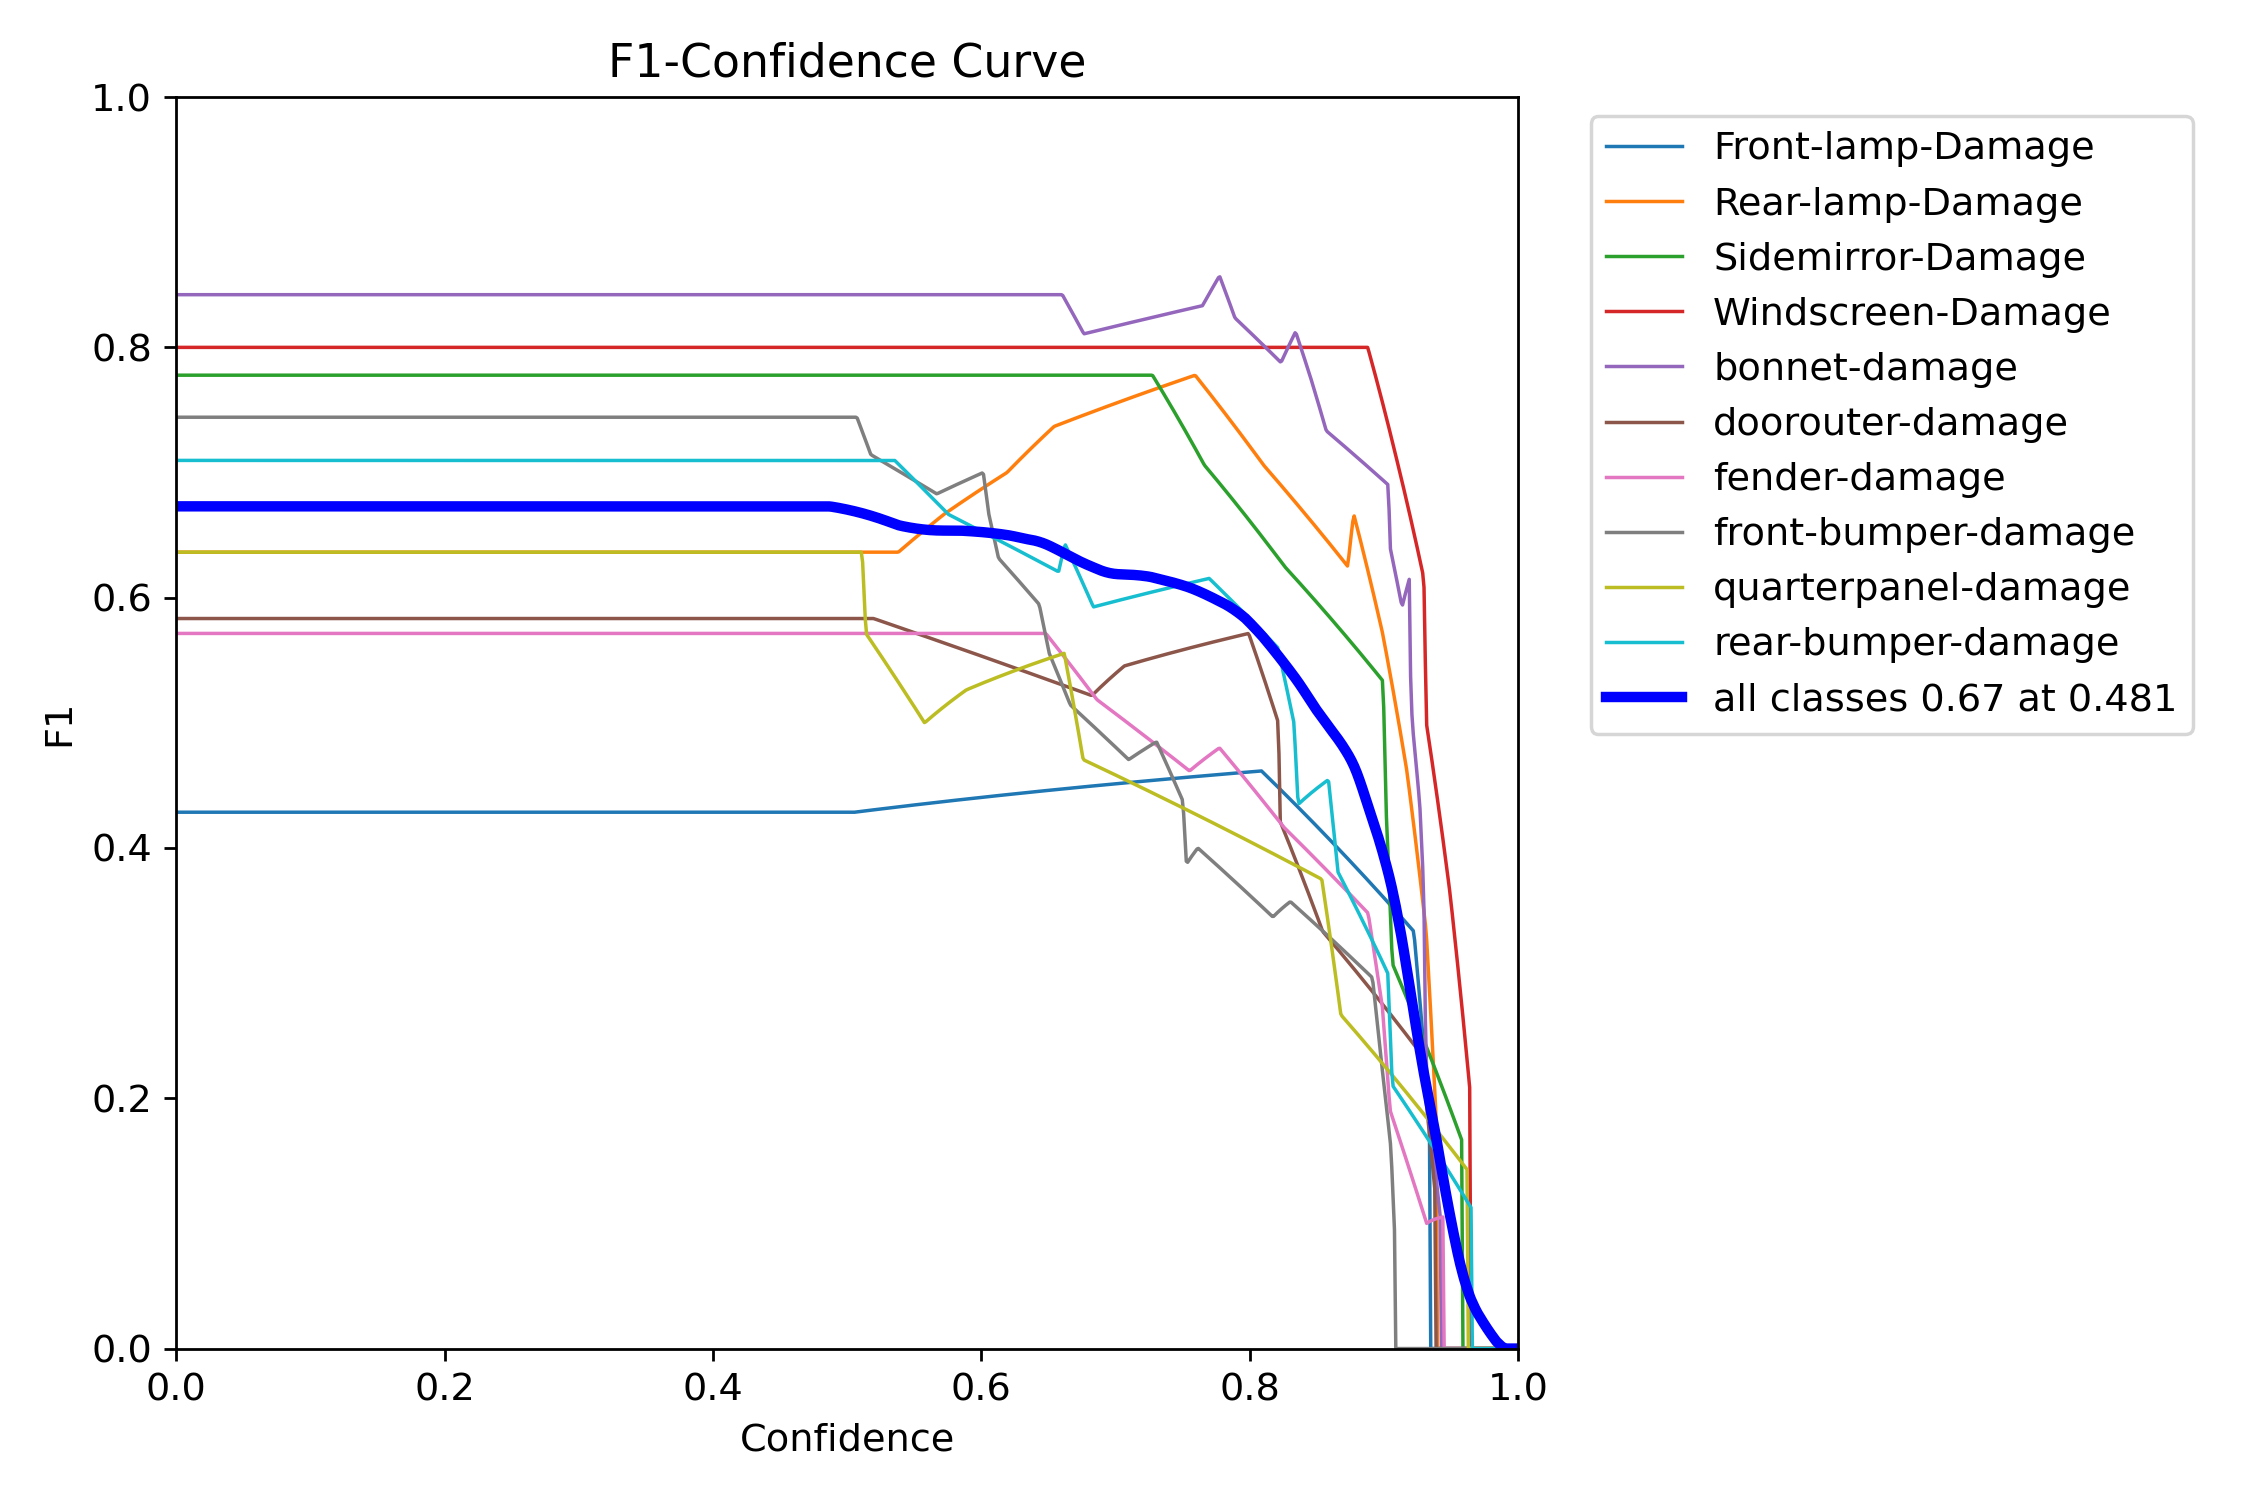 F1-Confidence Curve
1.0
0.8
0.6
0.4
0.2
0.0
F1
0.0
0.2
0.4
0.6
0.8
1.0
Confidence
Front-lamp-Damage
Rear-lamp-Damage
Sidemirror-Damage
Windscreen-Damage
bonnet-damage
doorouter-damage
fender-damage
front-bumper-damage
quarterpanel-damage
rear-bumper-damage
all classes 0.67 at 0.481